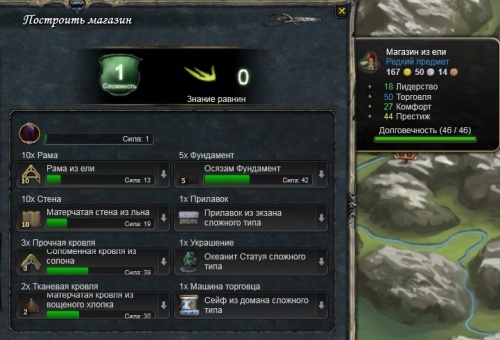 Построить магазин
1
Сложность
0
Знание равнин
Сила: 1
10x Рама
Рама из ели
10
Сила: 13
5x Фундамент
Осязам Фундамент
5
Сила: 42
10x Стена
Матерчатая стена из льна
10
Сила: 19
1x Прилавок
Прилавок из экзана
сложного типа
3x Прочная кровля
Соломенная кровля из
солона
3
Сила: 39
1x Украшение
Океанит Статуя сложного
типа
2x Тканевая кровля
Матерчатая кровля из
вощеного хлопка
2
Сила: 30
1x Машина торговца
Сейф из домана сложного
типа
Магазин из ели
Редкий предмет
167 50 14
18 Лидерство
50 Торговля
27 Комфорт
44 Престиж
Долговечность (46 / 46)